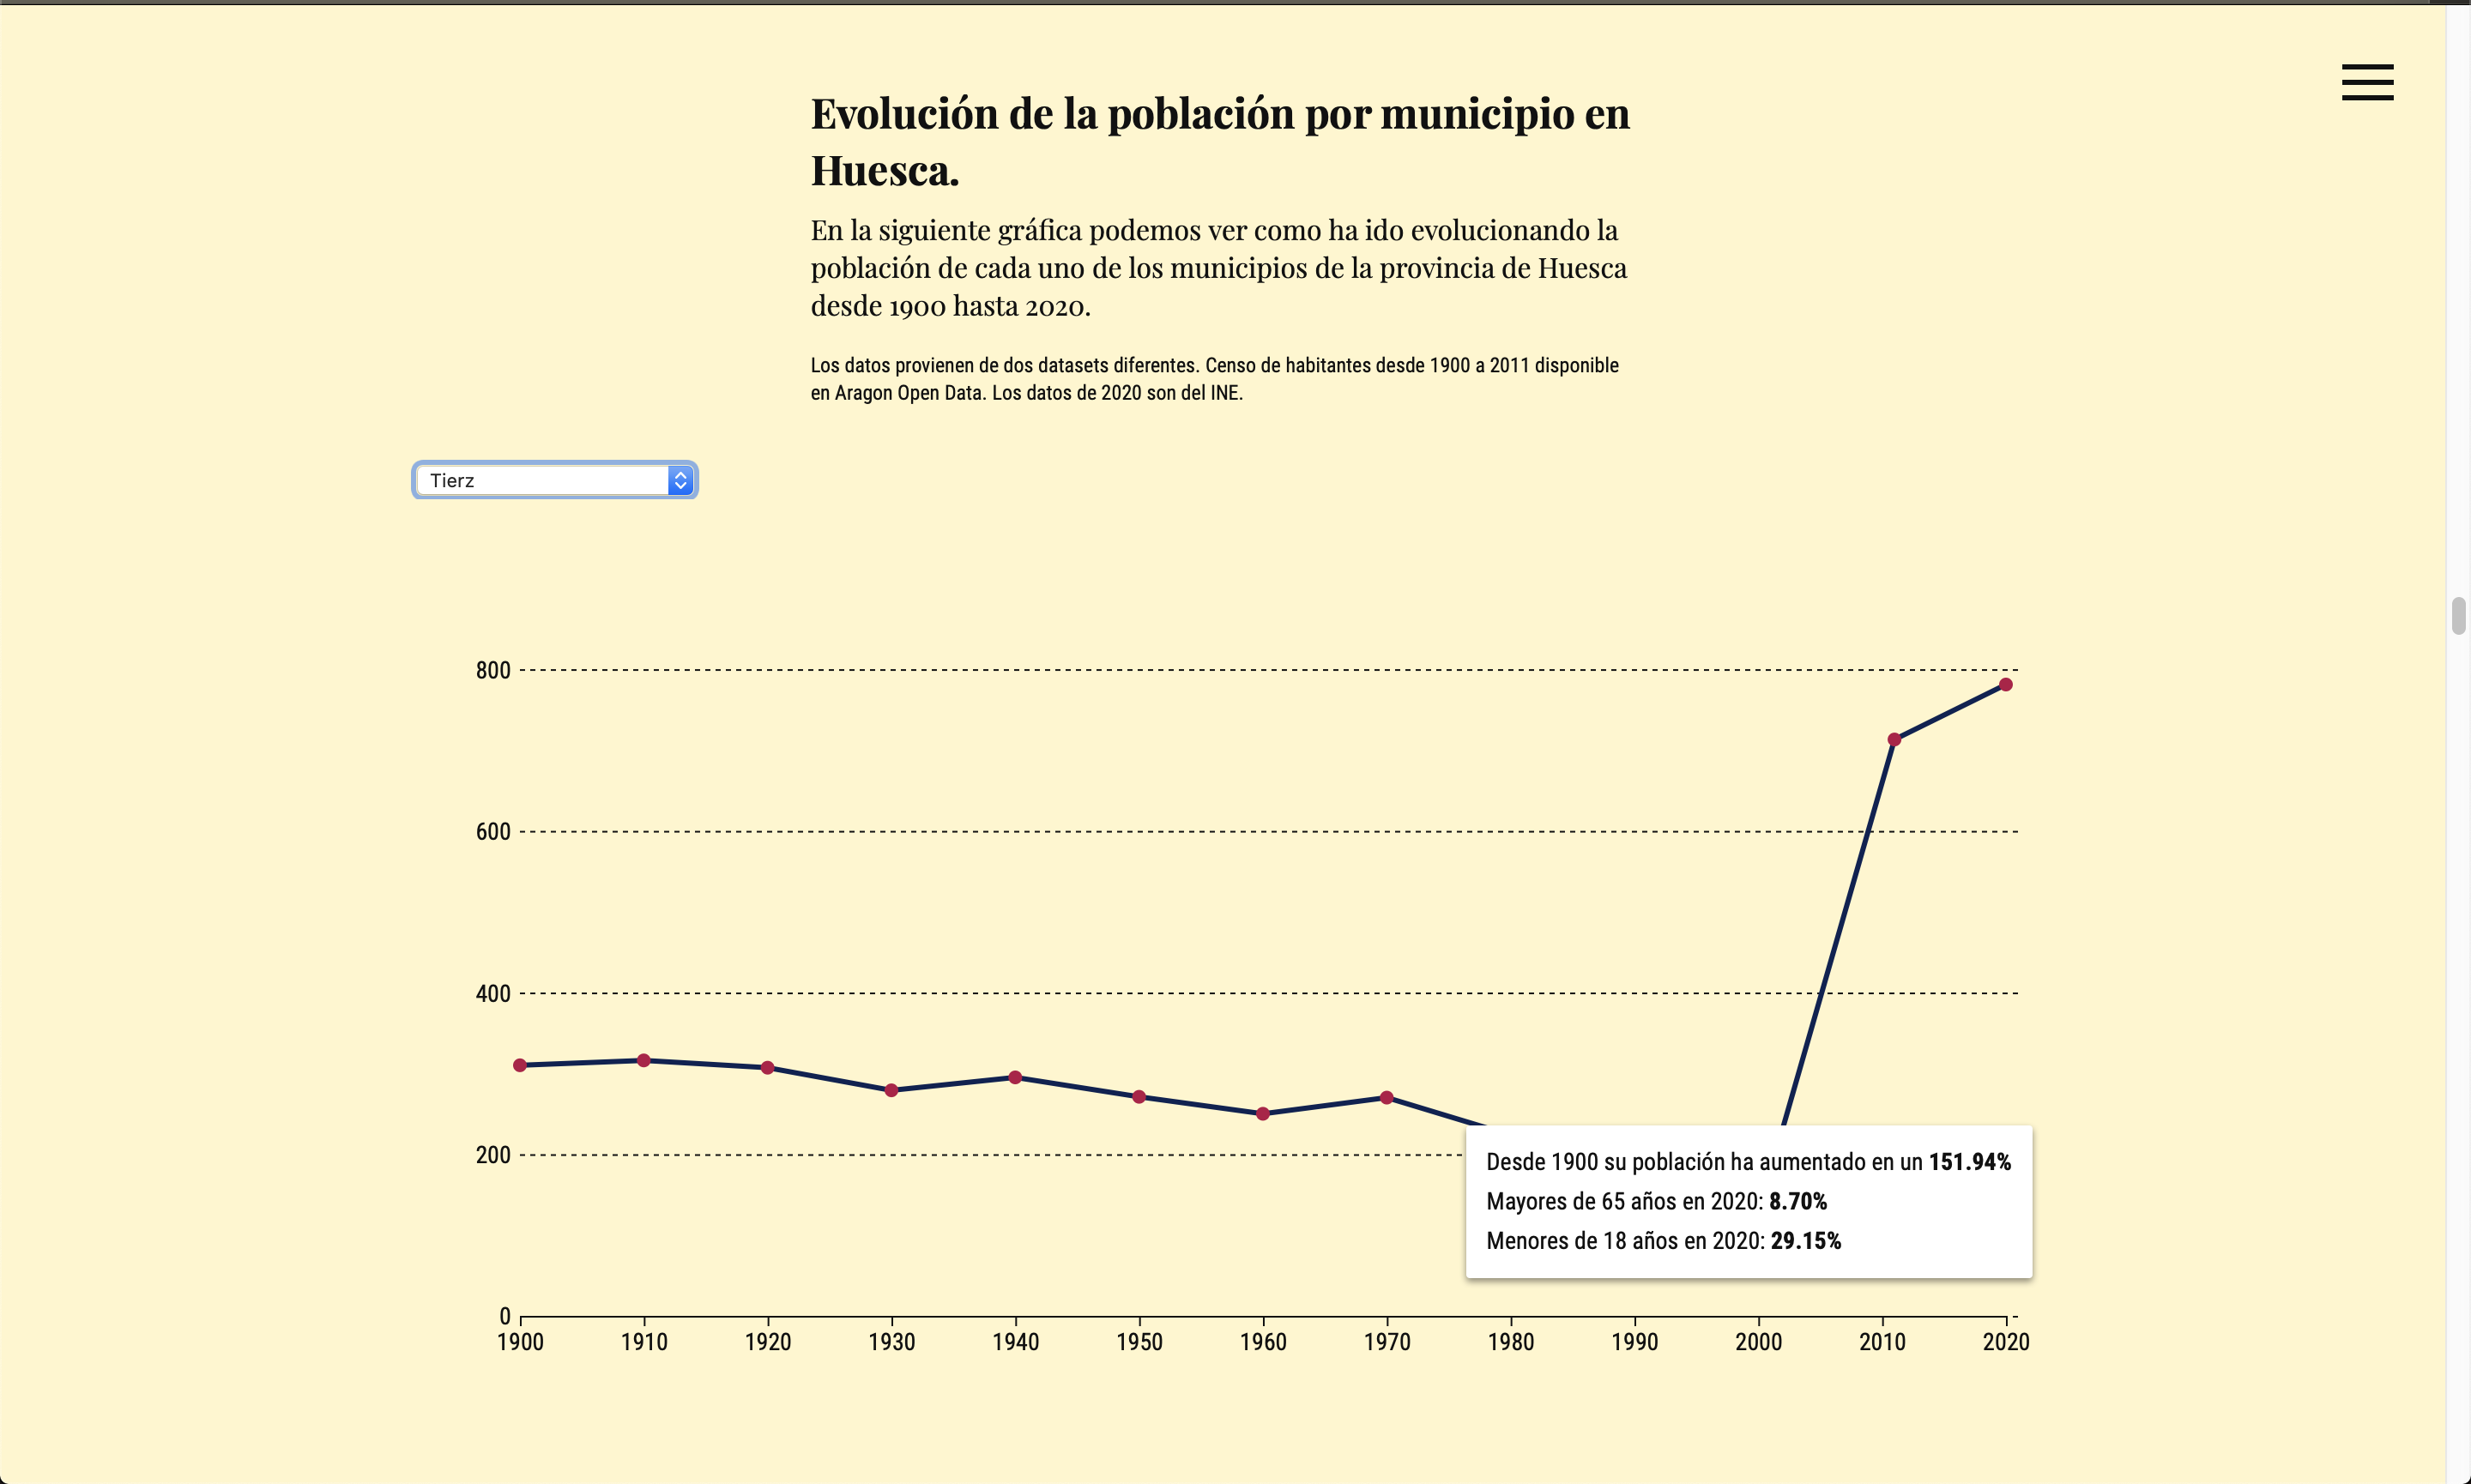 Evolución de la población por municipio en
Huesca.
En la siguiente gráfica podemos ver como ha ido evolucionando la
población de cada uno de los municipios de la provincia de Huesca
desde 1900 hasta 2020.
Los datos provienen de dos datasets diferentes. Censo de habitantes desde 1900 a 2011 disponible
en Aragon Open Data. Los datos de 2020 son del INE.
Tierz
800
600
400
200
Desde 1900 su población ha aumentado en un 151.94%
Mayores de 65 años en 2020: 8.70%
Menores de 18 años en 2020: 29.15%
0
1900 1910 1920 1930 1940 1950 1960 1970 1980 1990 2000 2010 2020